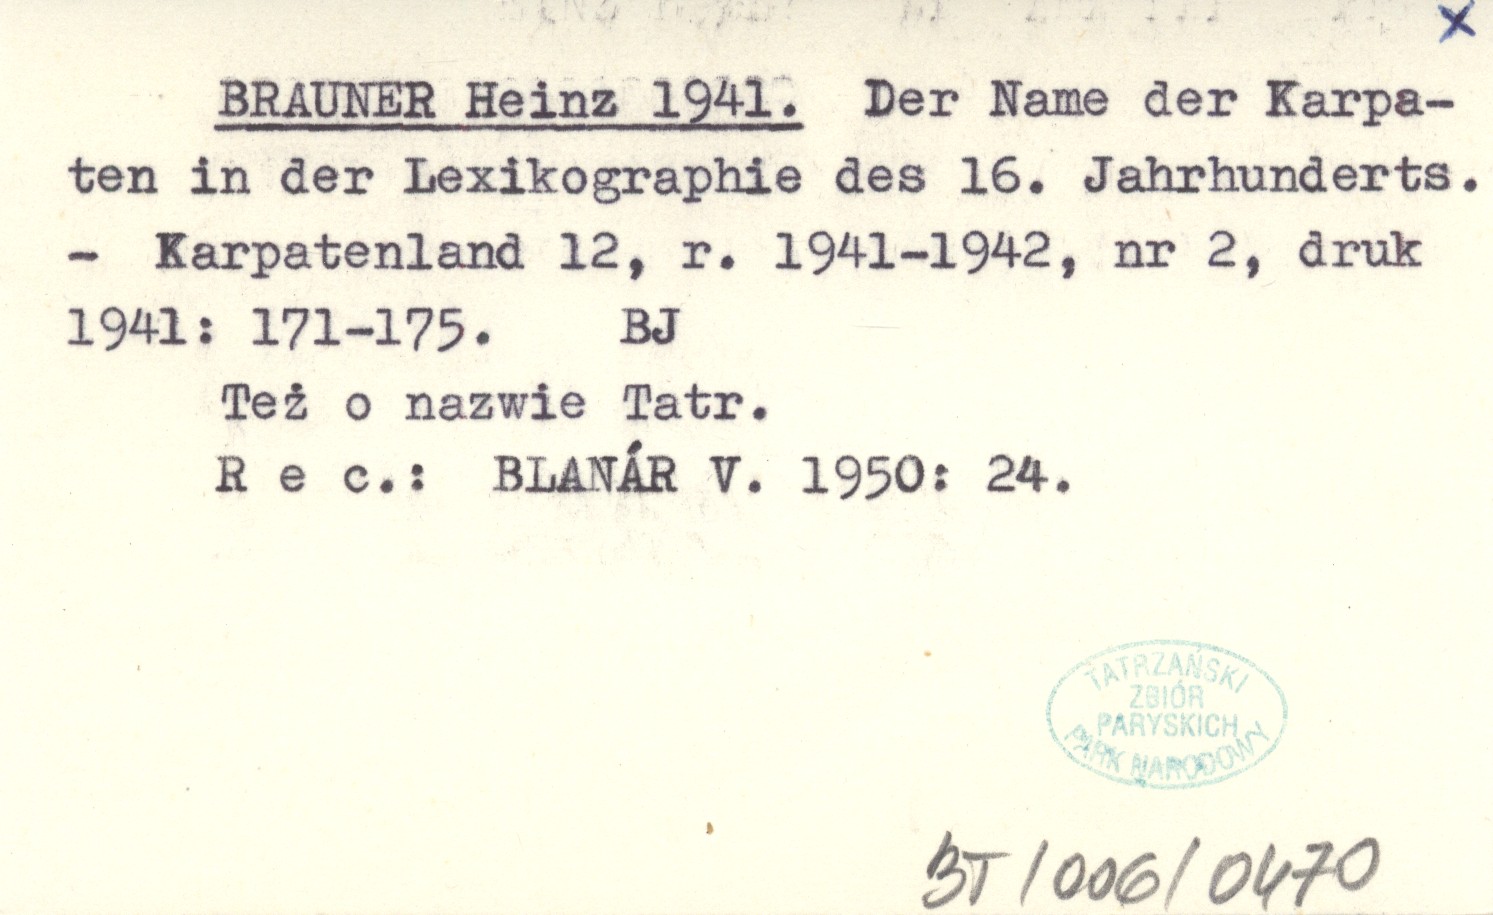 x
BRAUNER Heinz 1941. Der Name der Karpa-
ten in der Lexikographie des 16. Jahrhunderts.
- Karpatenland 12, r. 1941-1942, nr 2, druk
1941: 171-175. BJ
Też o nazwie Tatr.
R e c.: BLANÁR V. 1950: 24.
TATRZAŃSKI
ZBIÓR
PARYSKICH
PARK NARODOWY
BT/006/0470